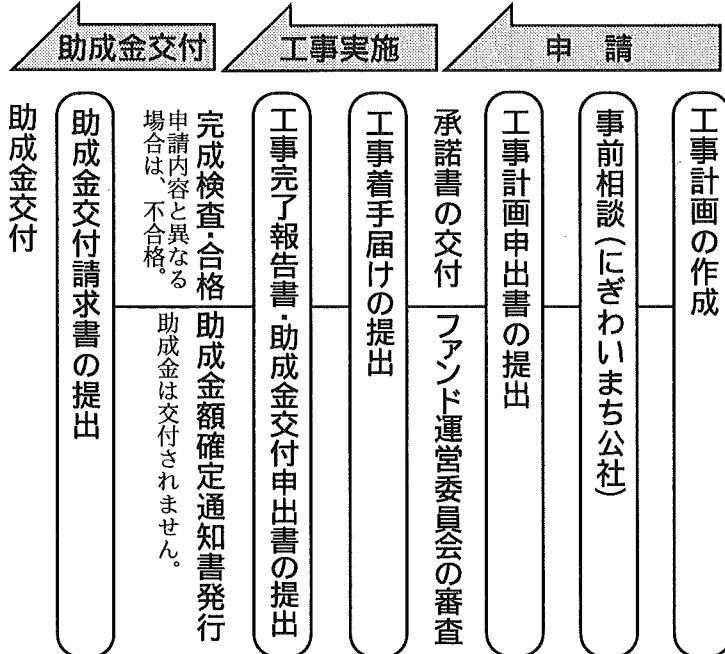 申請
工事計画の作成
事前相談(にぎわいまち公社)
工事計画申出書の提出
承諾書の交付
ファンド運営委員会の審査
工事実施
工事着手届けの提出
工事完了報告書・助成金交付申出書の提出
助成金交付
完成検査・合格
助成金額確定通知書発行
申請内容と異なる
場合は、不合格。
助成金は交付されません。
助成金交付請求書の提出
助成金交付